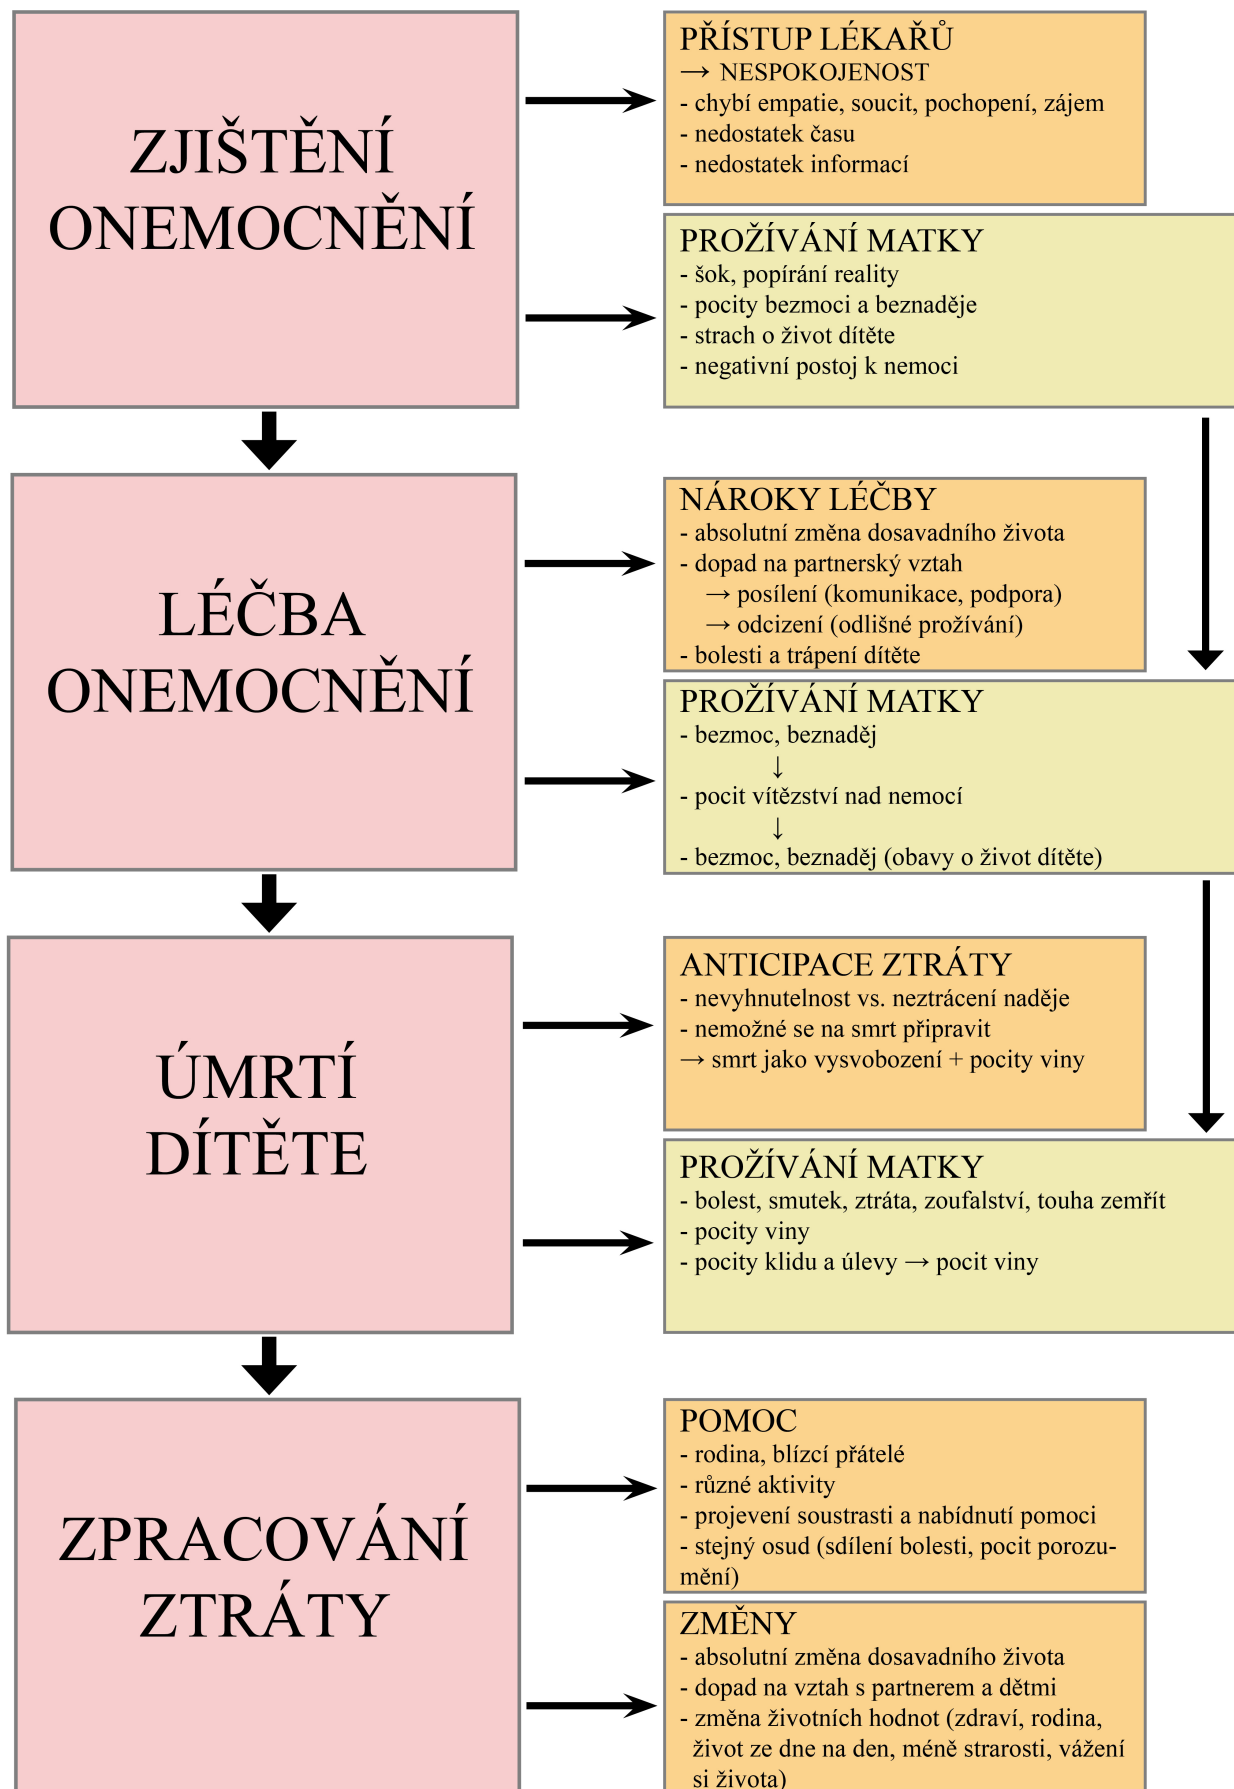 ZJIŠTĚNÍ
ONEMOCNĚNÍ
PŘÍSTUP LÉKAŘŮ
→ NESPOKOJENOST
- chybí empatie, soucit, pochopení, zájem
- nedostatek času
- nedostatek informací
PROŽÍVÁNÍ MATKY
- šok, popírání reality
- pocity bezmoci a beznaděje
- strach o život dítěte
- negativní postoj k nemoci
LÉČBA
ONEMOCNĚNÍ
NÁROKY LÉČBY
- absolutní změna dosavadního života
- dopad na partnerský vztah
→ posílení (komunikace, podpora)
→ odcizení (odlišné prožívání)
- bolesti a trápení dítěte
PROŽÍVÁNÍ MATKY
- bezmoc, beznaděj
↓
- pocit vítězství nad nemocí
↓
- bezmoc, beznaděj (obavy o život dítěte)
ÚMRTÍ
DÍTĚTE
ANTICIPACE ZTRÁTY
- nevyhnutelnost vs. neztrácení naděje
- nemožné se na smrt připravit
→ smrt jako vysvobození + pocity viny
PROŽÍVÁNÍ MATKY
- bolest, smutek, ztráta, zoufalství, touha zemřít
- pocity viny
- pocity klidu a úlevy → pocit viny
ZPRACOVÁNÍ
ZTRÁTY
POMOC
- rodina, blízcí přátelé
- různé aktivity
- projevení soustrasti a nabídnutí pomoci
- stejný osud (sdílení bolesti, pocit porozu-
mění)
ZMĚNY
- absolutní změna dosavadního života
- dopad na vztah s partnerem a dětmi
- změna životních hodnot (zdraví, rodina,
život ze dne na den, méně strarosti, vážení
si života)